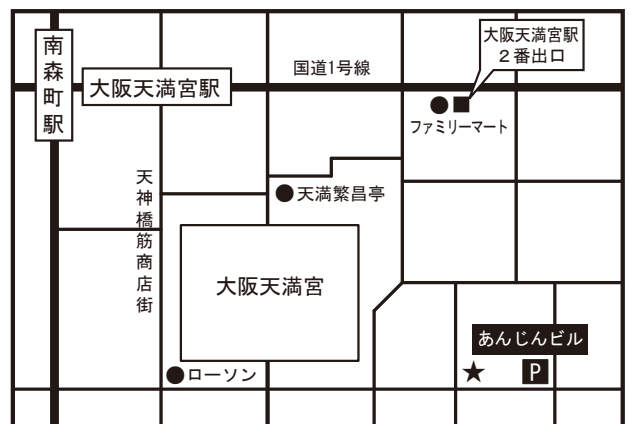 南森町駅
大阪天満宮駅
国道1号線
大阪天満宮駅
2番出口
ファミリーマート
天満繁昌亭
天神橋筋商店街
大阪天満宮
あんじんビル
ローソン
P